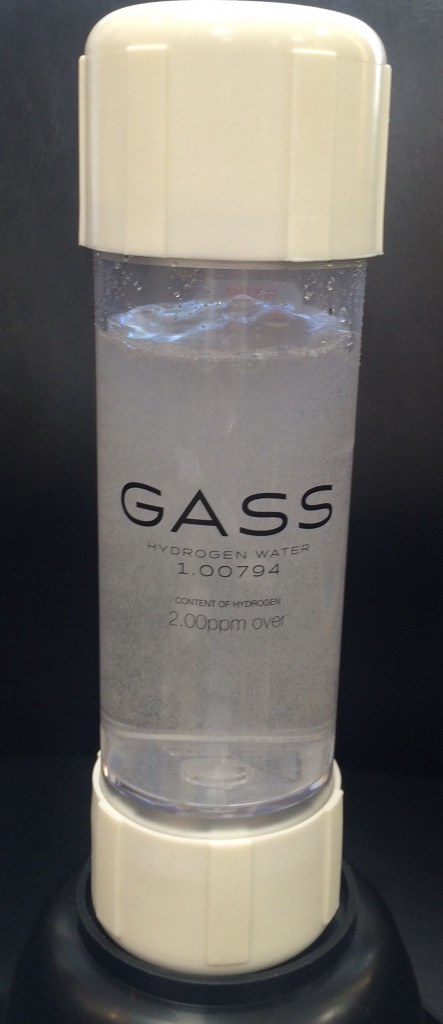 GASS
HYDROGEN WATER
1.00794
CONTENT OF HYDROGEN
2.00ppm over